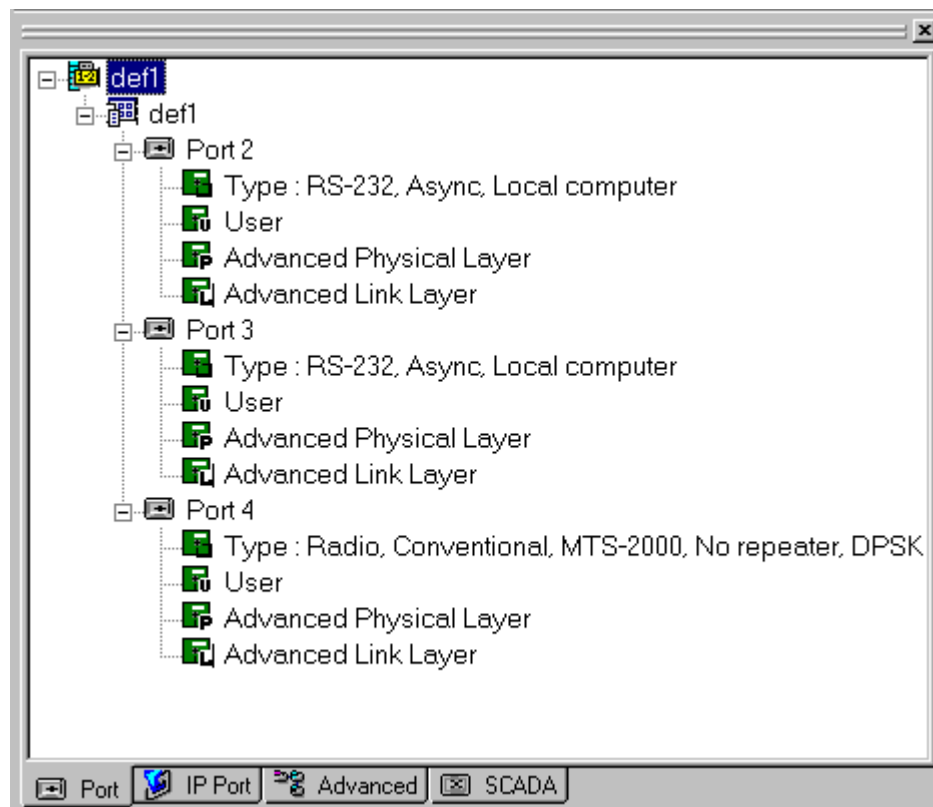 def1
def1
Port 2
Type : RS-232, Async, Local computer
User
Advanced Physical Layer
Advanced Link Layer
Port 3
Type : RS-232, Async, Local computer
User
Advanced Physical Layer
Advanced Link Layer
Port 4
Type : Radio, Conventional, MTS-2000, No repeater, DPSK
User
Advanced Physical Layer
Advanced Link Layer
Port IP Port Advanced SCADA